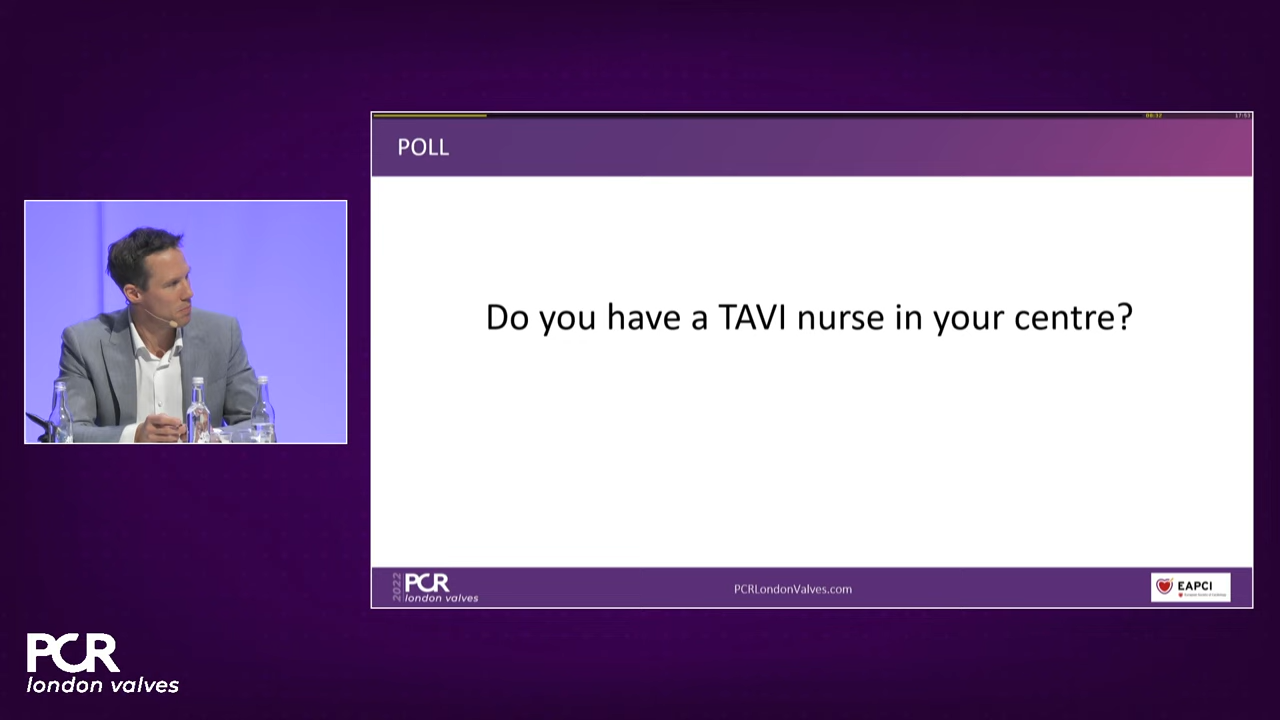 POLL
Do you have a TAVI nurse in your centre?
2022
PCR
london valves
PCRLondonValves.com
EAPCI
PCR
london valves